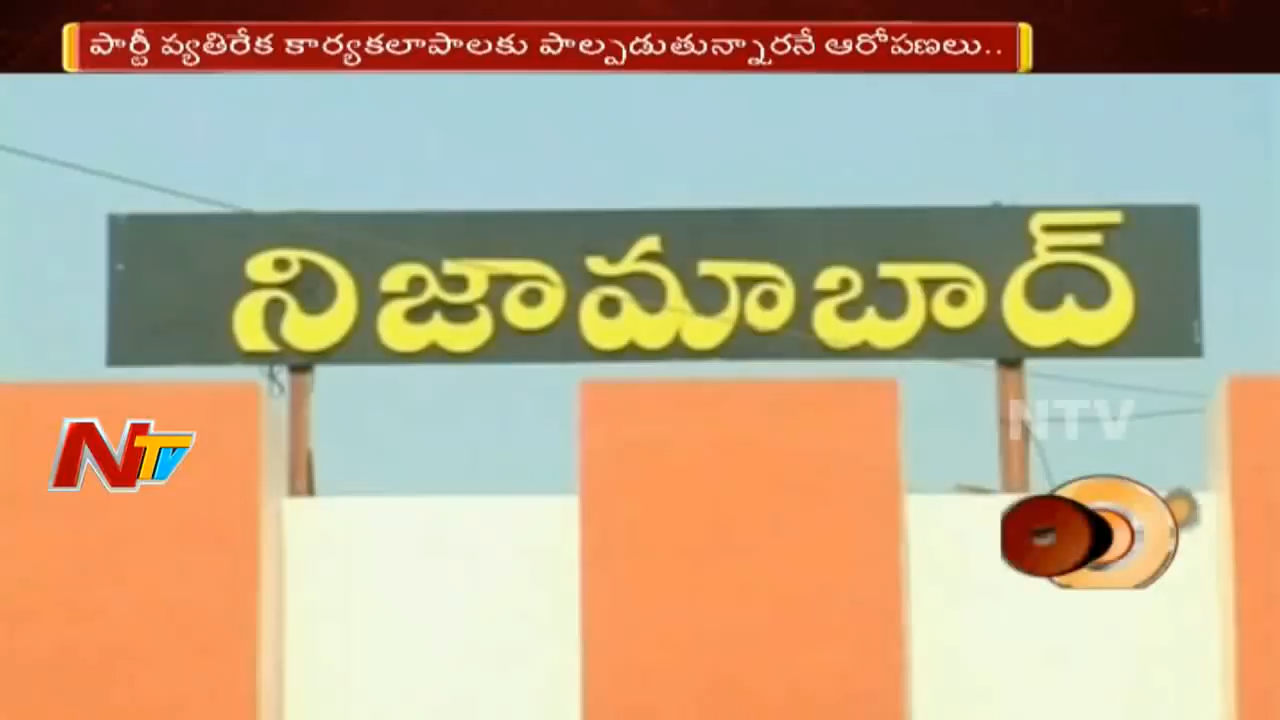 పార్టీ వ్యతిరేక కార్యకలాపాలకు పాల్పడుతున్నారనే ఆరోపణలు..
నిజామాబాద్
NTV
NTV